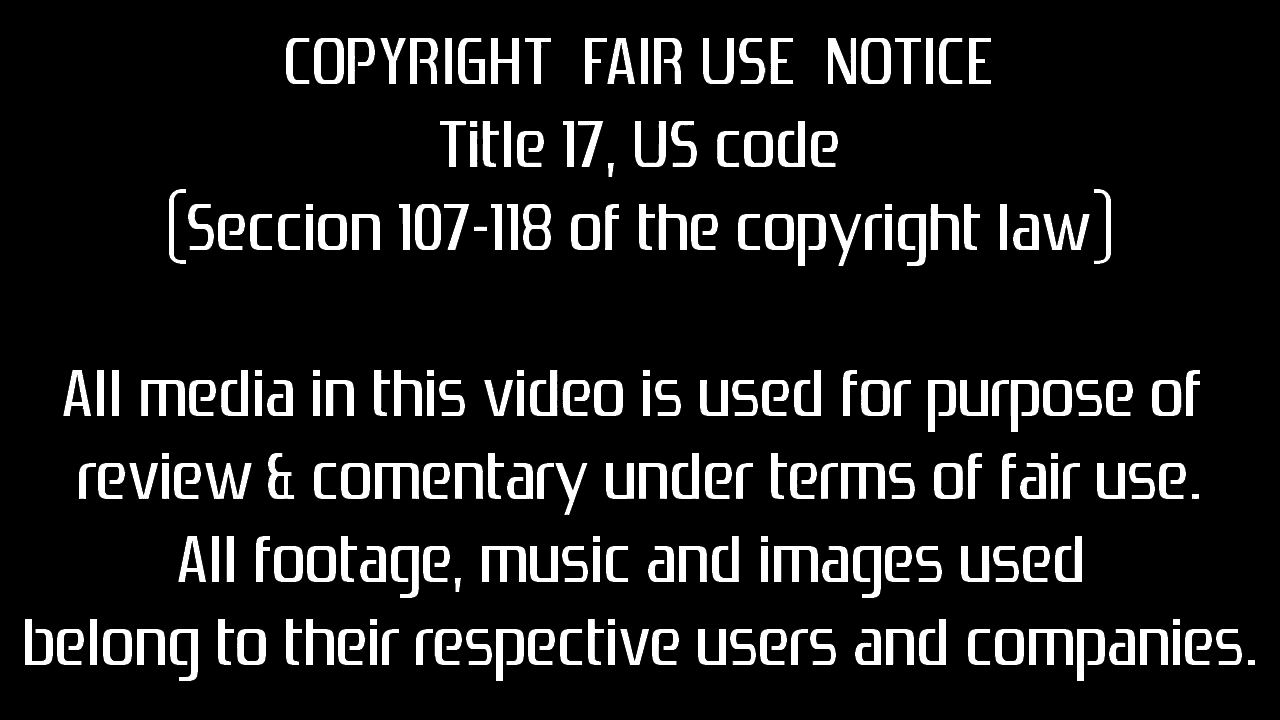 COPYRIGHT FAIR USE NOTICE
Title 17, US code
(Seccion 107-118 of the copyright law)
All media in this video is used for purpose of
review & comentary under terms of fair use.
All footage, music and images used
belong to their respective users and companies.